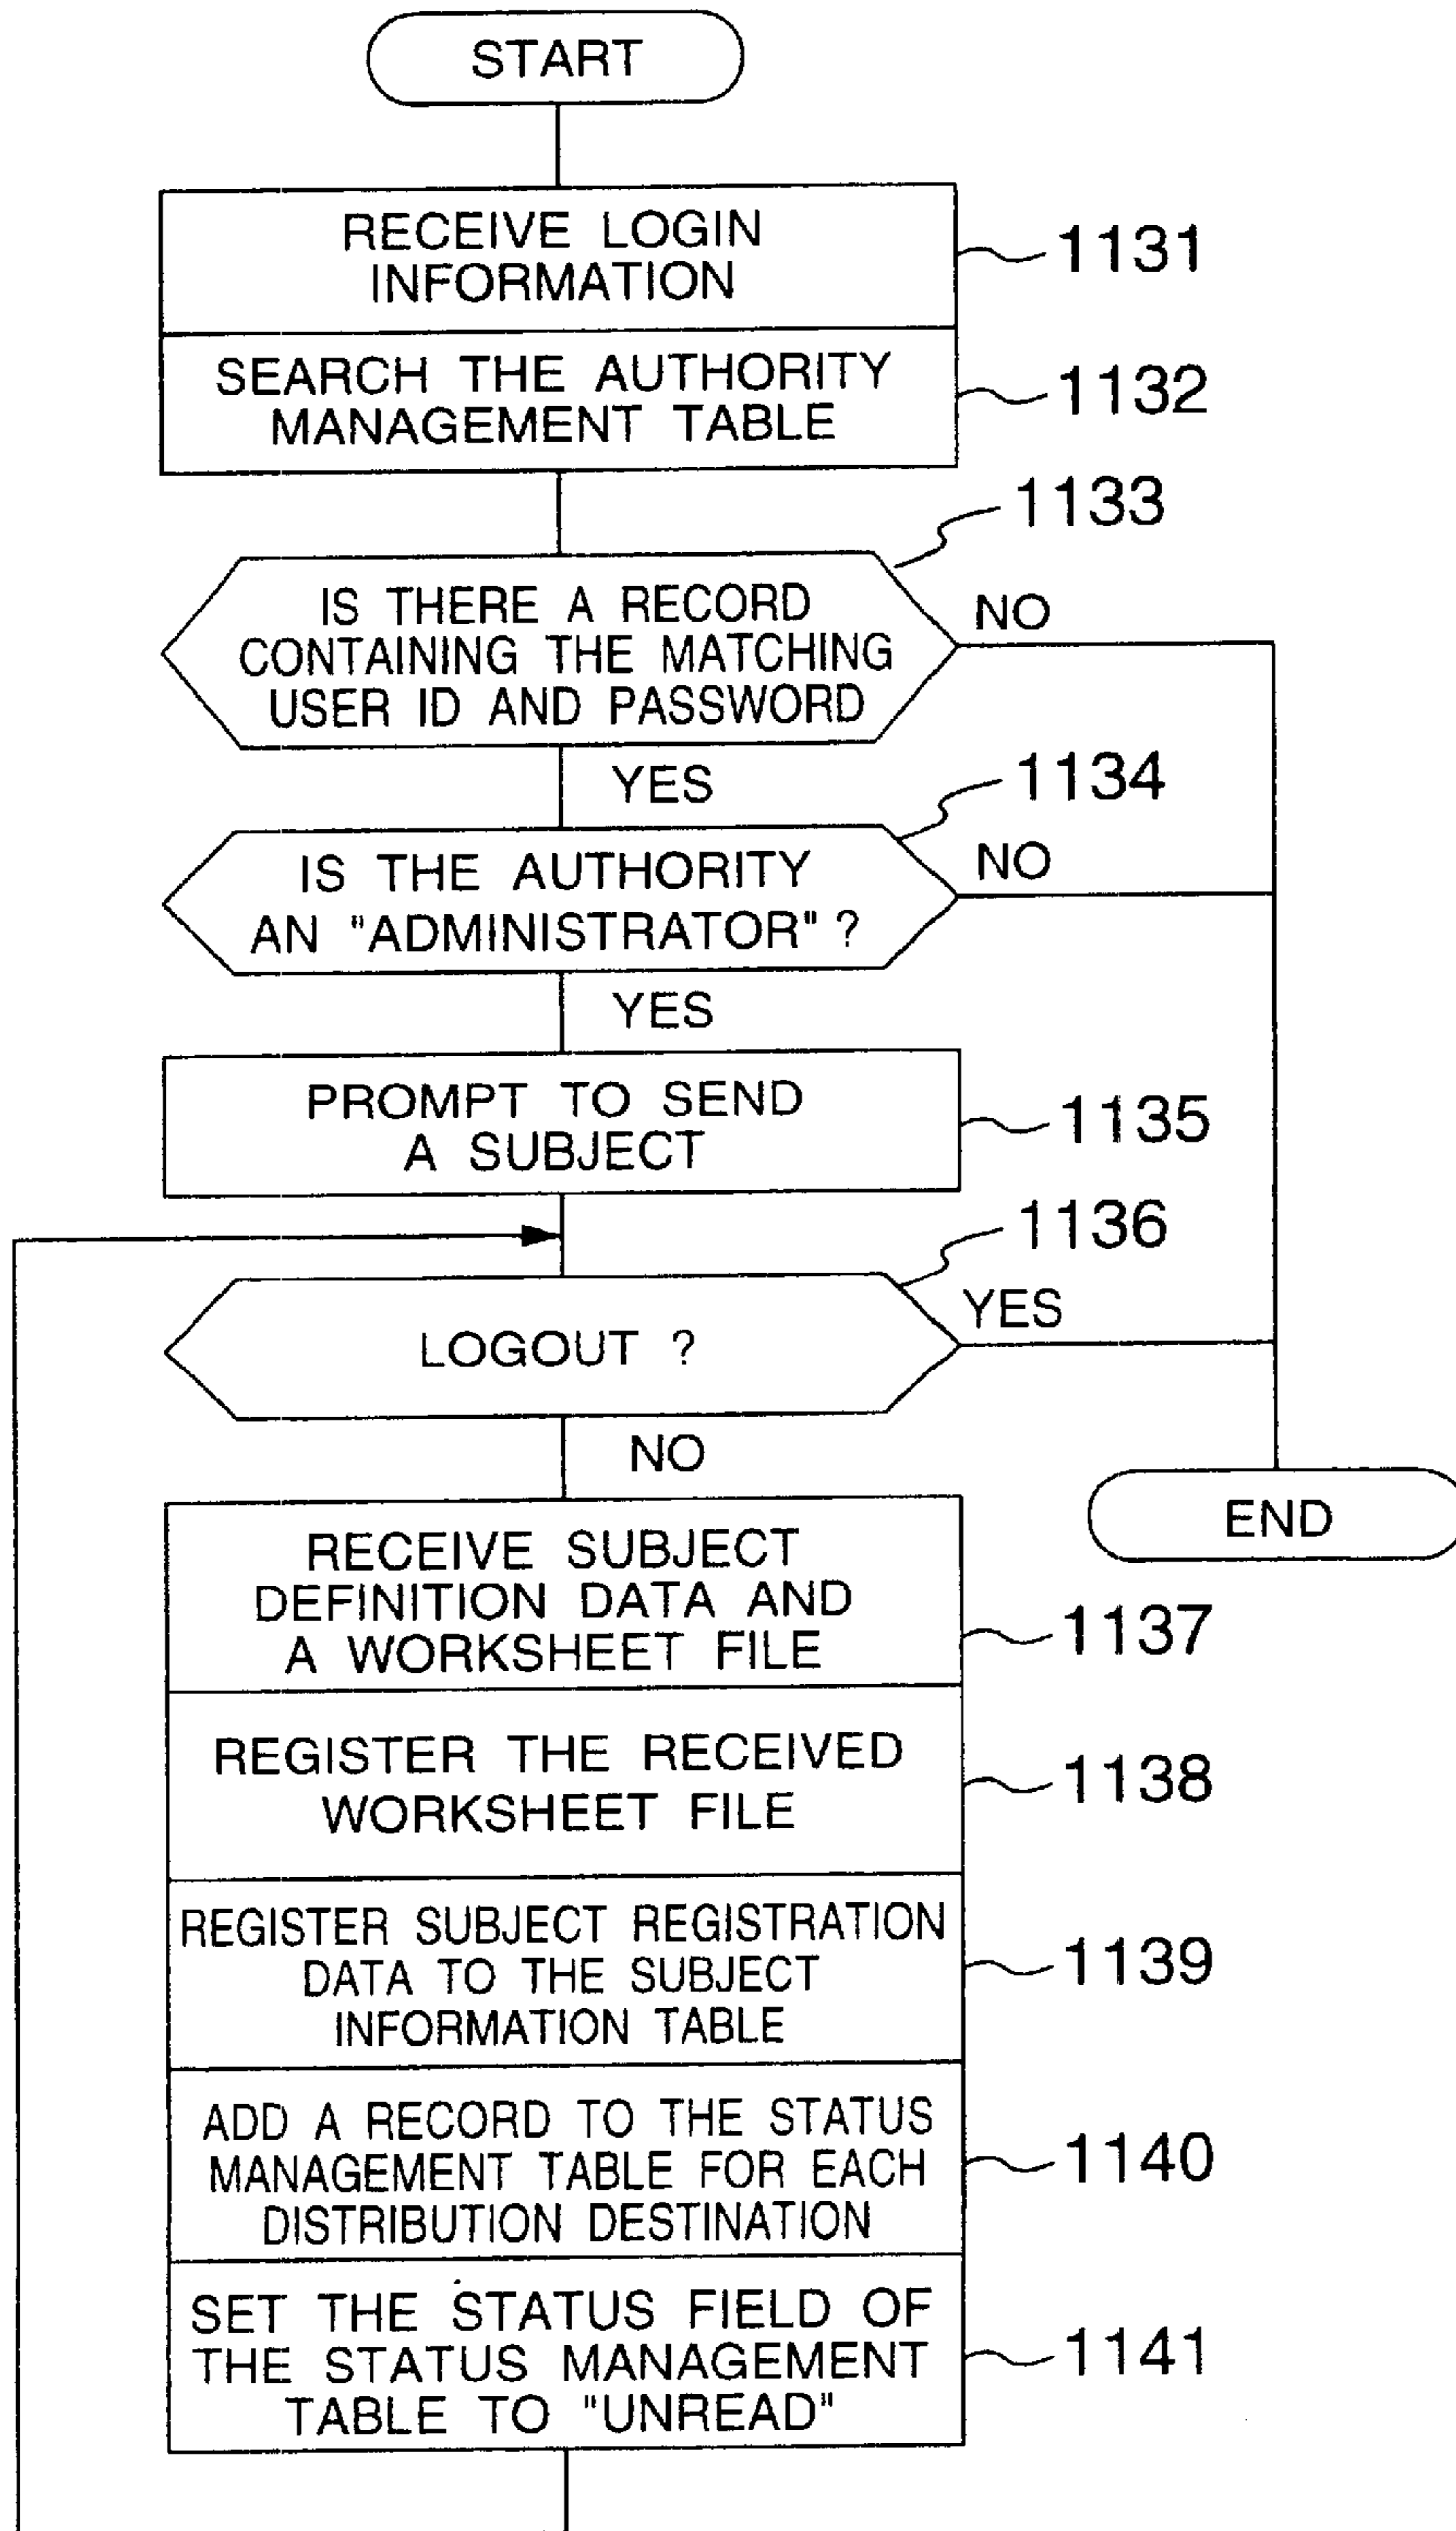 START
RECEIVE LOGIN
INFORMATION
1131
SEARCH THE AUTHORITY
MANAGEMENT TABLE
1132
1133
IS THERE A RECORD
CONTAINING THE MATCHING
USER ID AND PASSWORD
NO
YES
1134
IS THE AUTHORITY
AN "ADMINISTRATOR" ?
NO
YES
PROMPT TO SEND
A SUBJECT
1135
1136
LOGOUT ?
YES
NO
END
RECEIVE SUBJECT
DEFINITION DATA AND
A WORKSHEET FILE
1137
REGISTER THE RECEIVED
WORKSHEET FILE
1138
REGISTER SUBJECT REGISTRATION
DATA TO THE SUBJECT
INFORMATION TABLE
1139
ADD A RECORD TO THE STATUS
MANAGEMENT TABLE FOR EACH
DISTRIBUTION DESTINATION
1140
SET THE STATUS FIELD OF
THE STATUS MANAGEMENT
TABLE TO "UNREAD"
1141